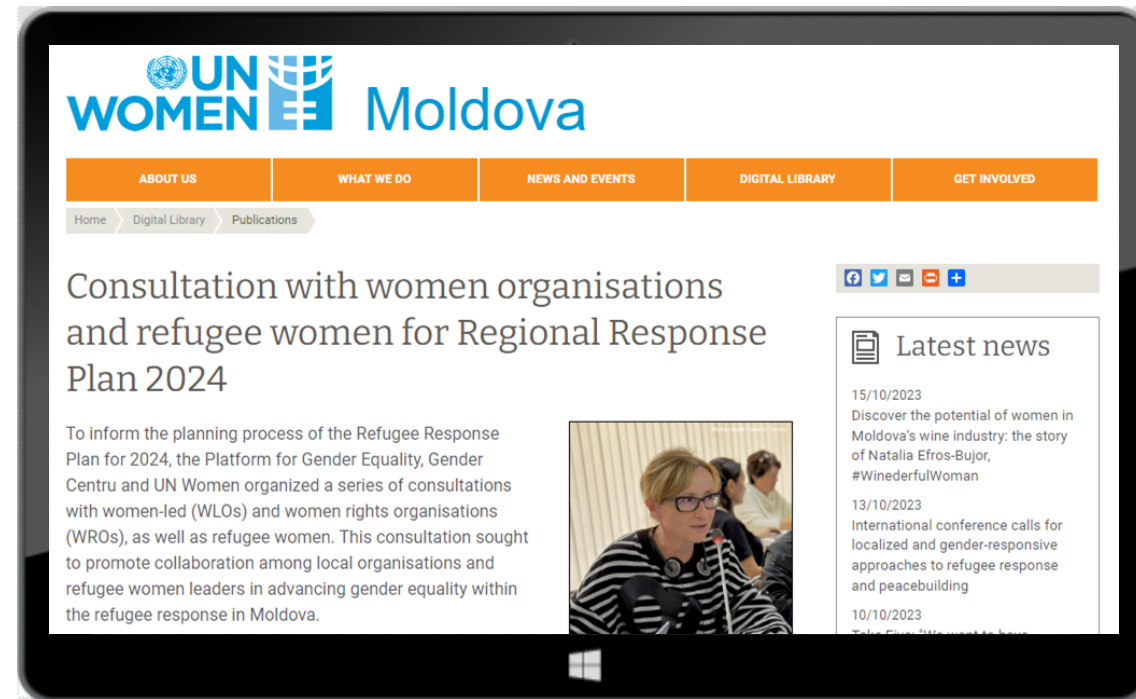 UN
WOMEN
Moldova
ABOUT US
WHAT WE DO
NEWS AND EVENTS
DIGITAL LIBRARY
GET INVOLVED
Home
Digital Library
Publications
Consultation with women organisations
and refugee women for Regional Response
Plan 2024
To inform the planning process of the Refugee Response
Plan for 2024, the Platform for Gender Equality, Gender
Centru and UN Women organized a series of consultations
with women-led (WLOs) and women rights organisations
(WROs), as well as refugee women. This consultation sought
to promote collaboration among local organisations and
refugee women leaders in advancing gender equality within
the refugee response in Moldova.
Latest news
15/10/2023
Discover the potential of women in
Moldova’s wine industry: the story
of Natalia Efros-Bujor,
#WinederfulWoman
13/10/2023
International conference calls for
localized and gender-responsive
approaches to refugee response
and peacebuilding
10/10/2023
Take Five: "We want to have